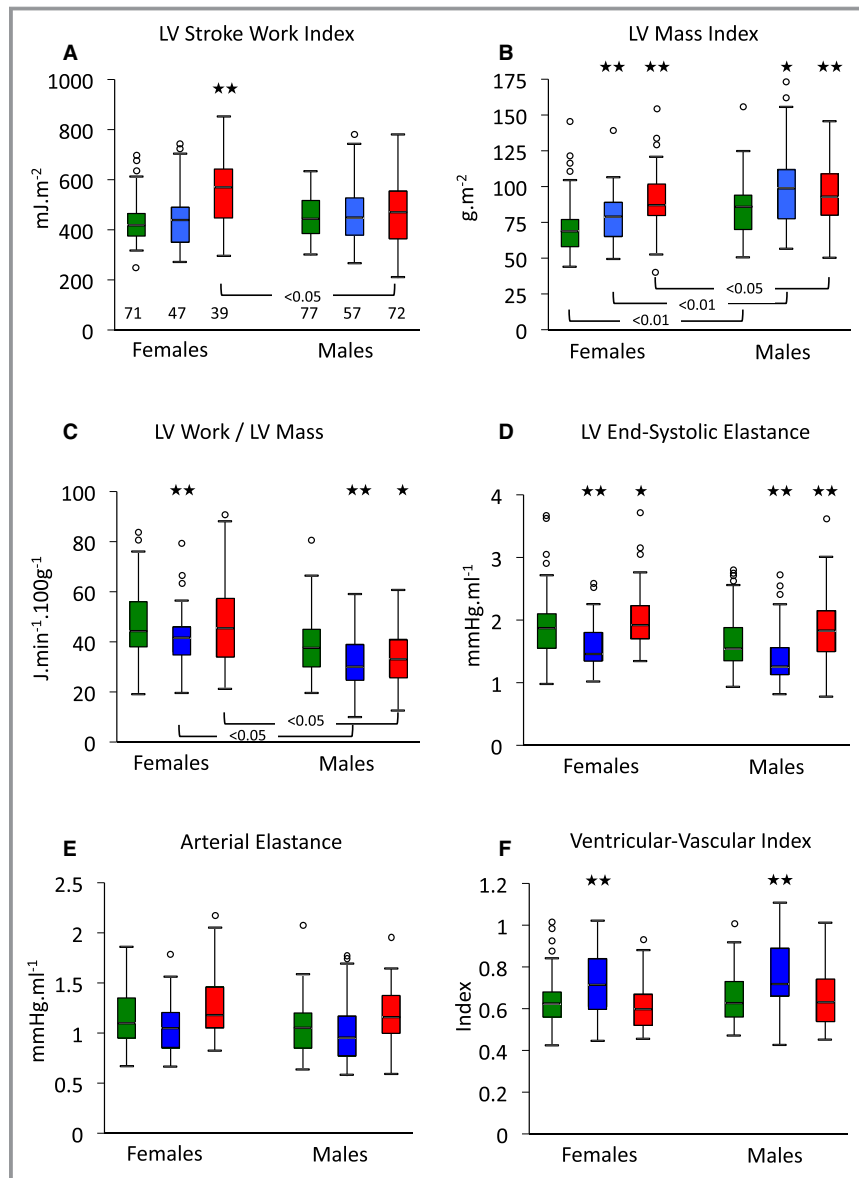 A LV Stroke Work Index
★★
1000
800
600
400
200
0
mJ.m-2
<0.05
71 47 39 77 57 72
Females Males
B LV Mass Index
★★ ★★ ★ ★★
175
150
125
100
75
50
25
0
g.m-2
<0.05
<0.01
<0.01
Females Males
C LV Work / LV Mass
★★ ★★ ★
100
80
60
40
20
0
J.min-1.100g-1
<0.05
<0.05
Females Males
D LV End-Systolic Elastance
★★ ★ ★★ ★★
4
3
2
1
0
mmHg.ml-1
Females Males
E Arterial Elastance
2.5
2
1.5
1
0.5
0
mmHg.ml-1
Females Males
F Ventricular-Vascular Index
★★ ★★
1.2
1
0.8
0.6
0.4
0.2
0
Index
Females Males